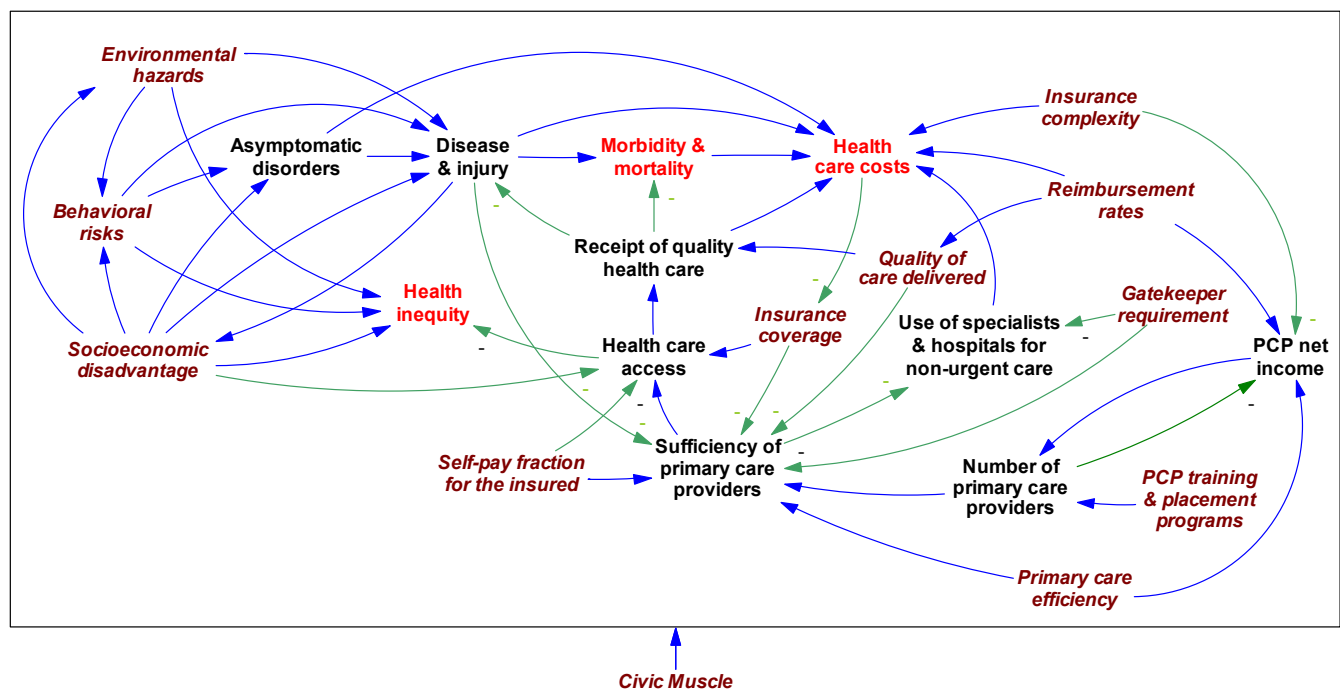 Environmental
hazards
Insurance
complexity
Asymptomatic
disorders
Disease
& injury
Morbidity &
mortality
Health
care costs
Reimbursement
rates
Behavioral
risks
Receipt of quality
health care
Quality of
care delivered
Health
inequity
Insurance
coverage
Gatekeeper
requirement
Socioeconomic
disadvantage
Health care
access
Use of specialists
& hospitals for
non-urgent care
PCP net
income
Self-pay fraction
for the insured
Sufficiency of
primary care
providers
Number of
primary care
providers
PCP training
& placement
programs
Primary care
efficiency
Civic Muscle